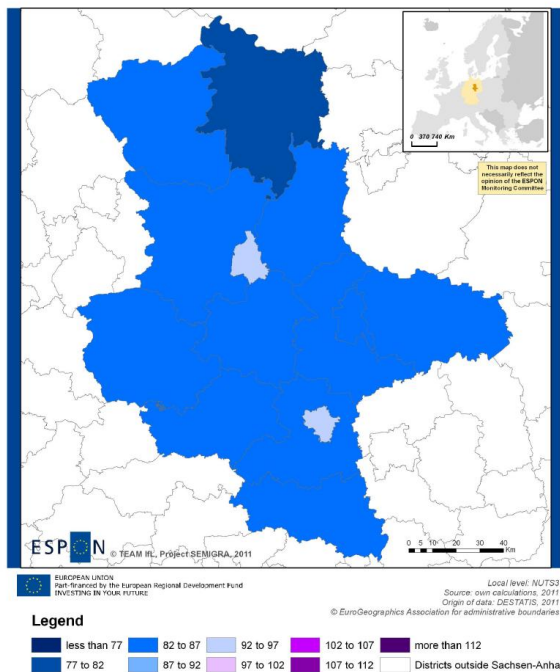 0 370 740 Km
This map does not
necessarily reflect the
opinion of the ESPON
Monitoring Committee
ESPON © TEAM IfL, Project SEMIGRA, 2011
0 5 10 20 30 40
Km
EUROPEAN UNION
Part-financed by the European Regional Development Fund
INVESTING IN YOUR FUTURE
Local level: NUTS3
Source: own calculations, 2011
Origin of data: DESTATIS, 2011
© EuroGeographics Association for administrative boundaries
Legend
less than 77 82 to 87 92 to 97 102 to 107 more than 112
77 to 82 87 to 92 97 to 102 107 to 112 Districts outside